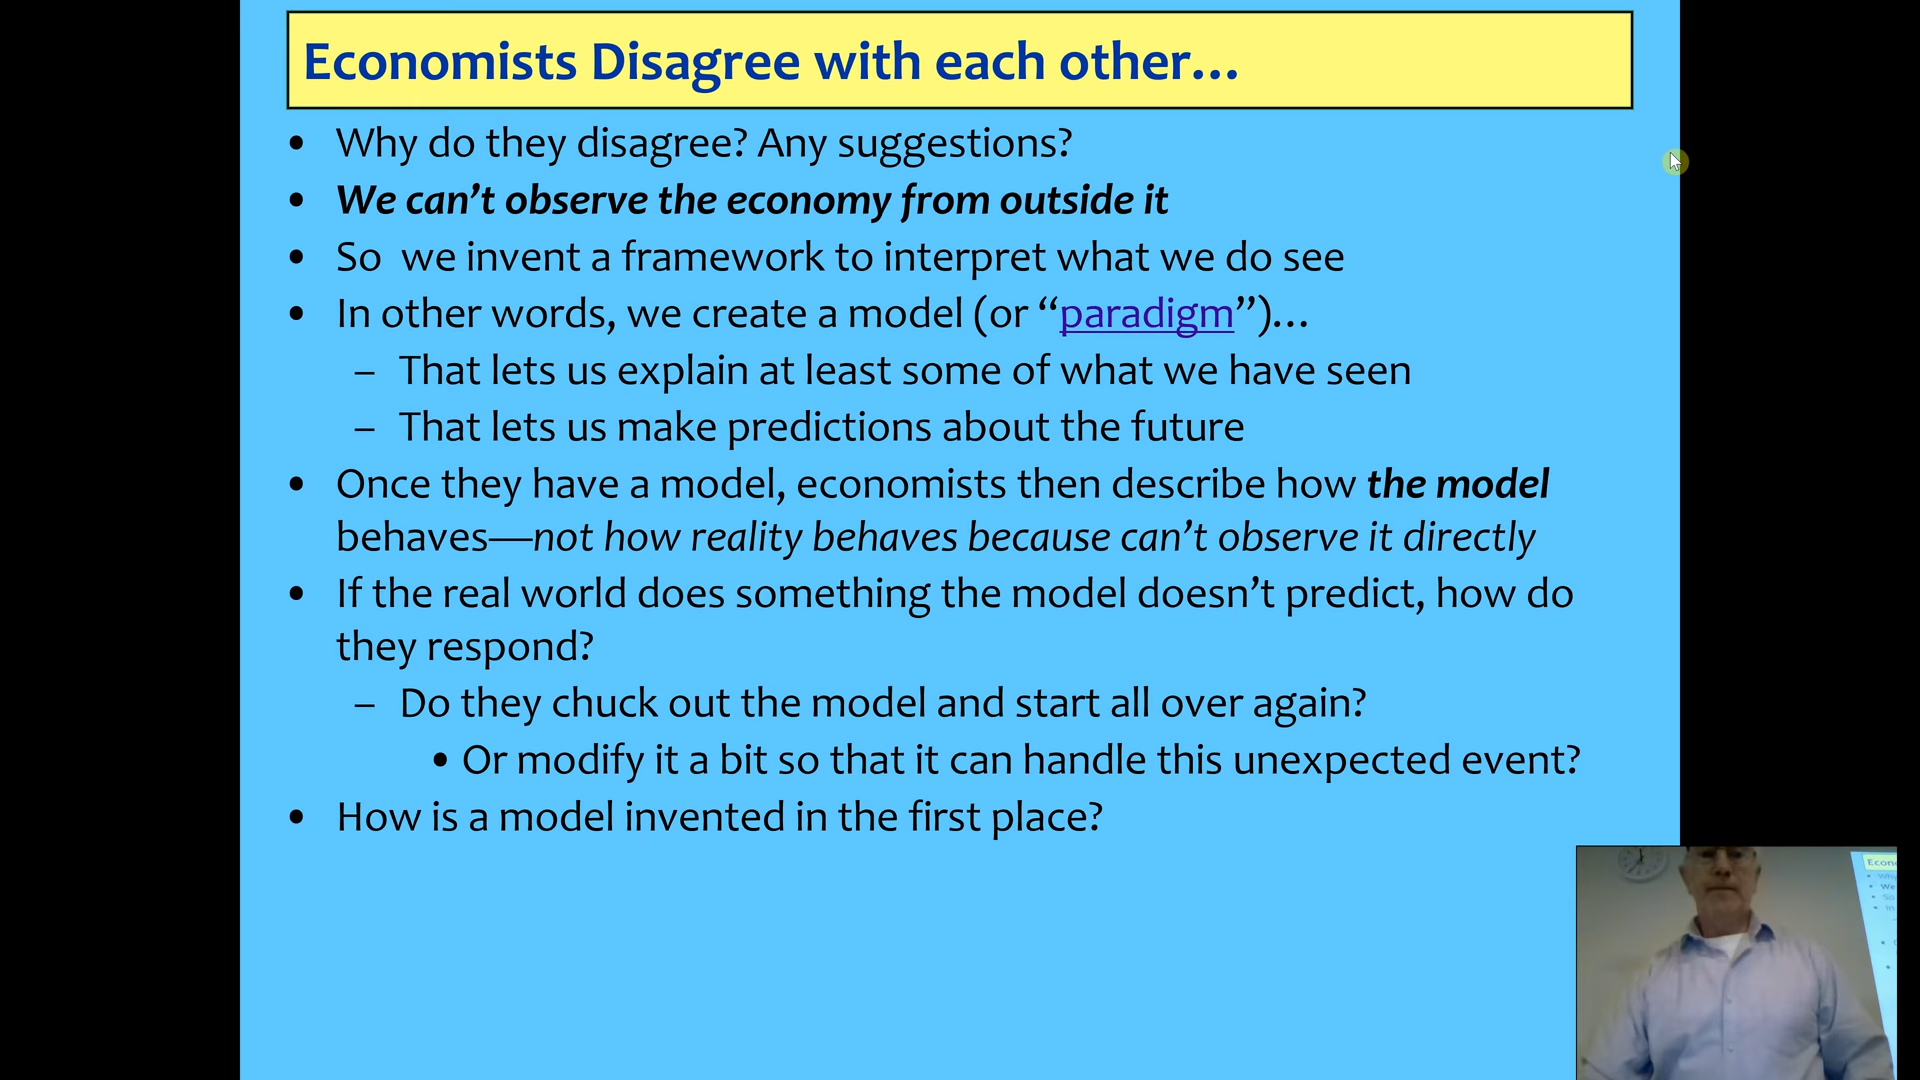 Economists Disagree with each other...
• Why do they disagree? Any suggestions?
• We can’t observe the economy from outside it
• So we invent a framework to interpret what we do see
• In other words, we create a model (or “paradigm”)...
– That lets us explain at least some of what we have seen
– That lets us make predictions about the future
• Once they have a model, economists then describe how the model
behaves—not how reality behaves because can’t observe it directly
• If the real world does something the model doesn’t predict, how do
they respond?
– Do they chuck out the model and start all over again?
• Or modify it a bit so that it can handle this unexpected event?
• How is a model invented in the first place?